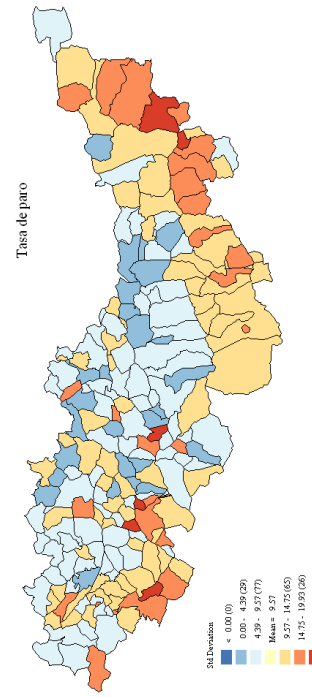 Tasa de paro
Std Deviation
< 0.00 (0)
0.00 - 4.39 (29)
4.39 - 9.57 (77)
Mean = 9.57
9.57 - 14.75 (65)
14.75 - 19.93 (26)